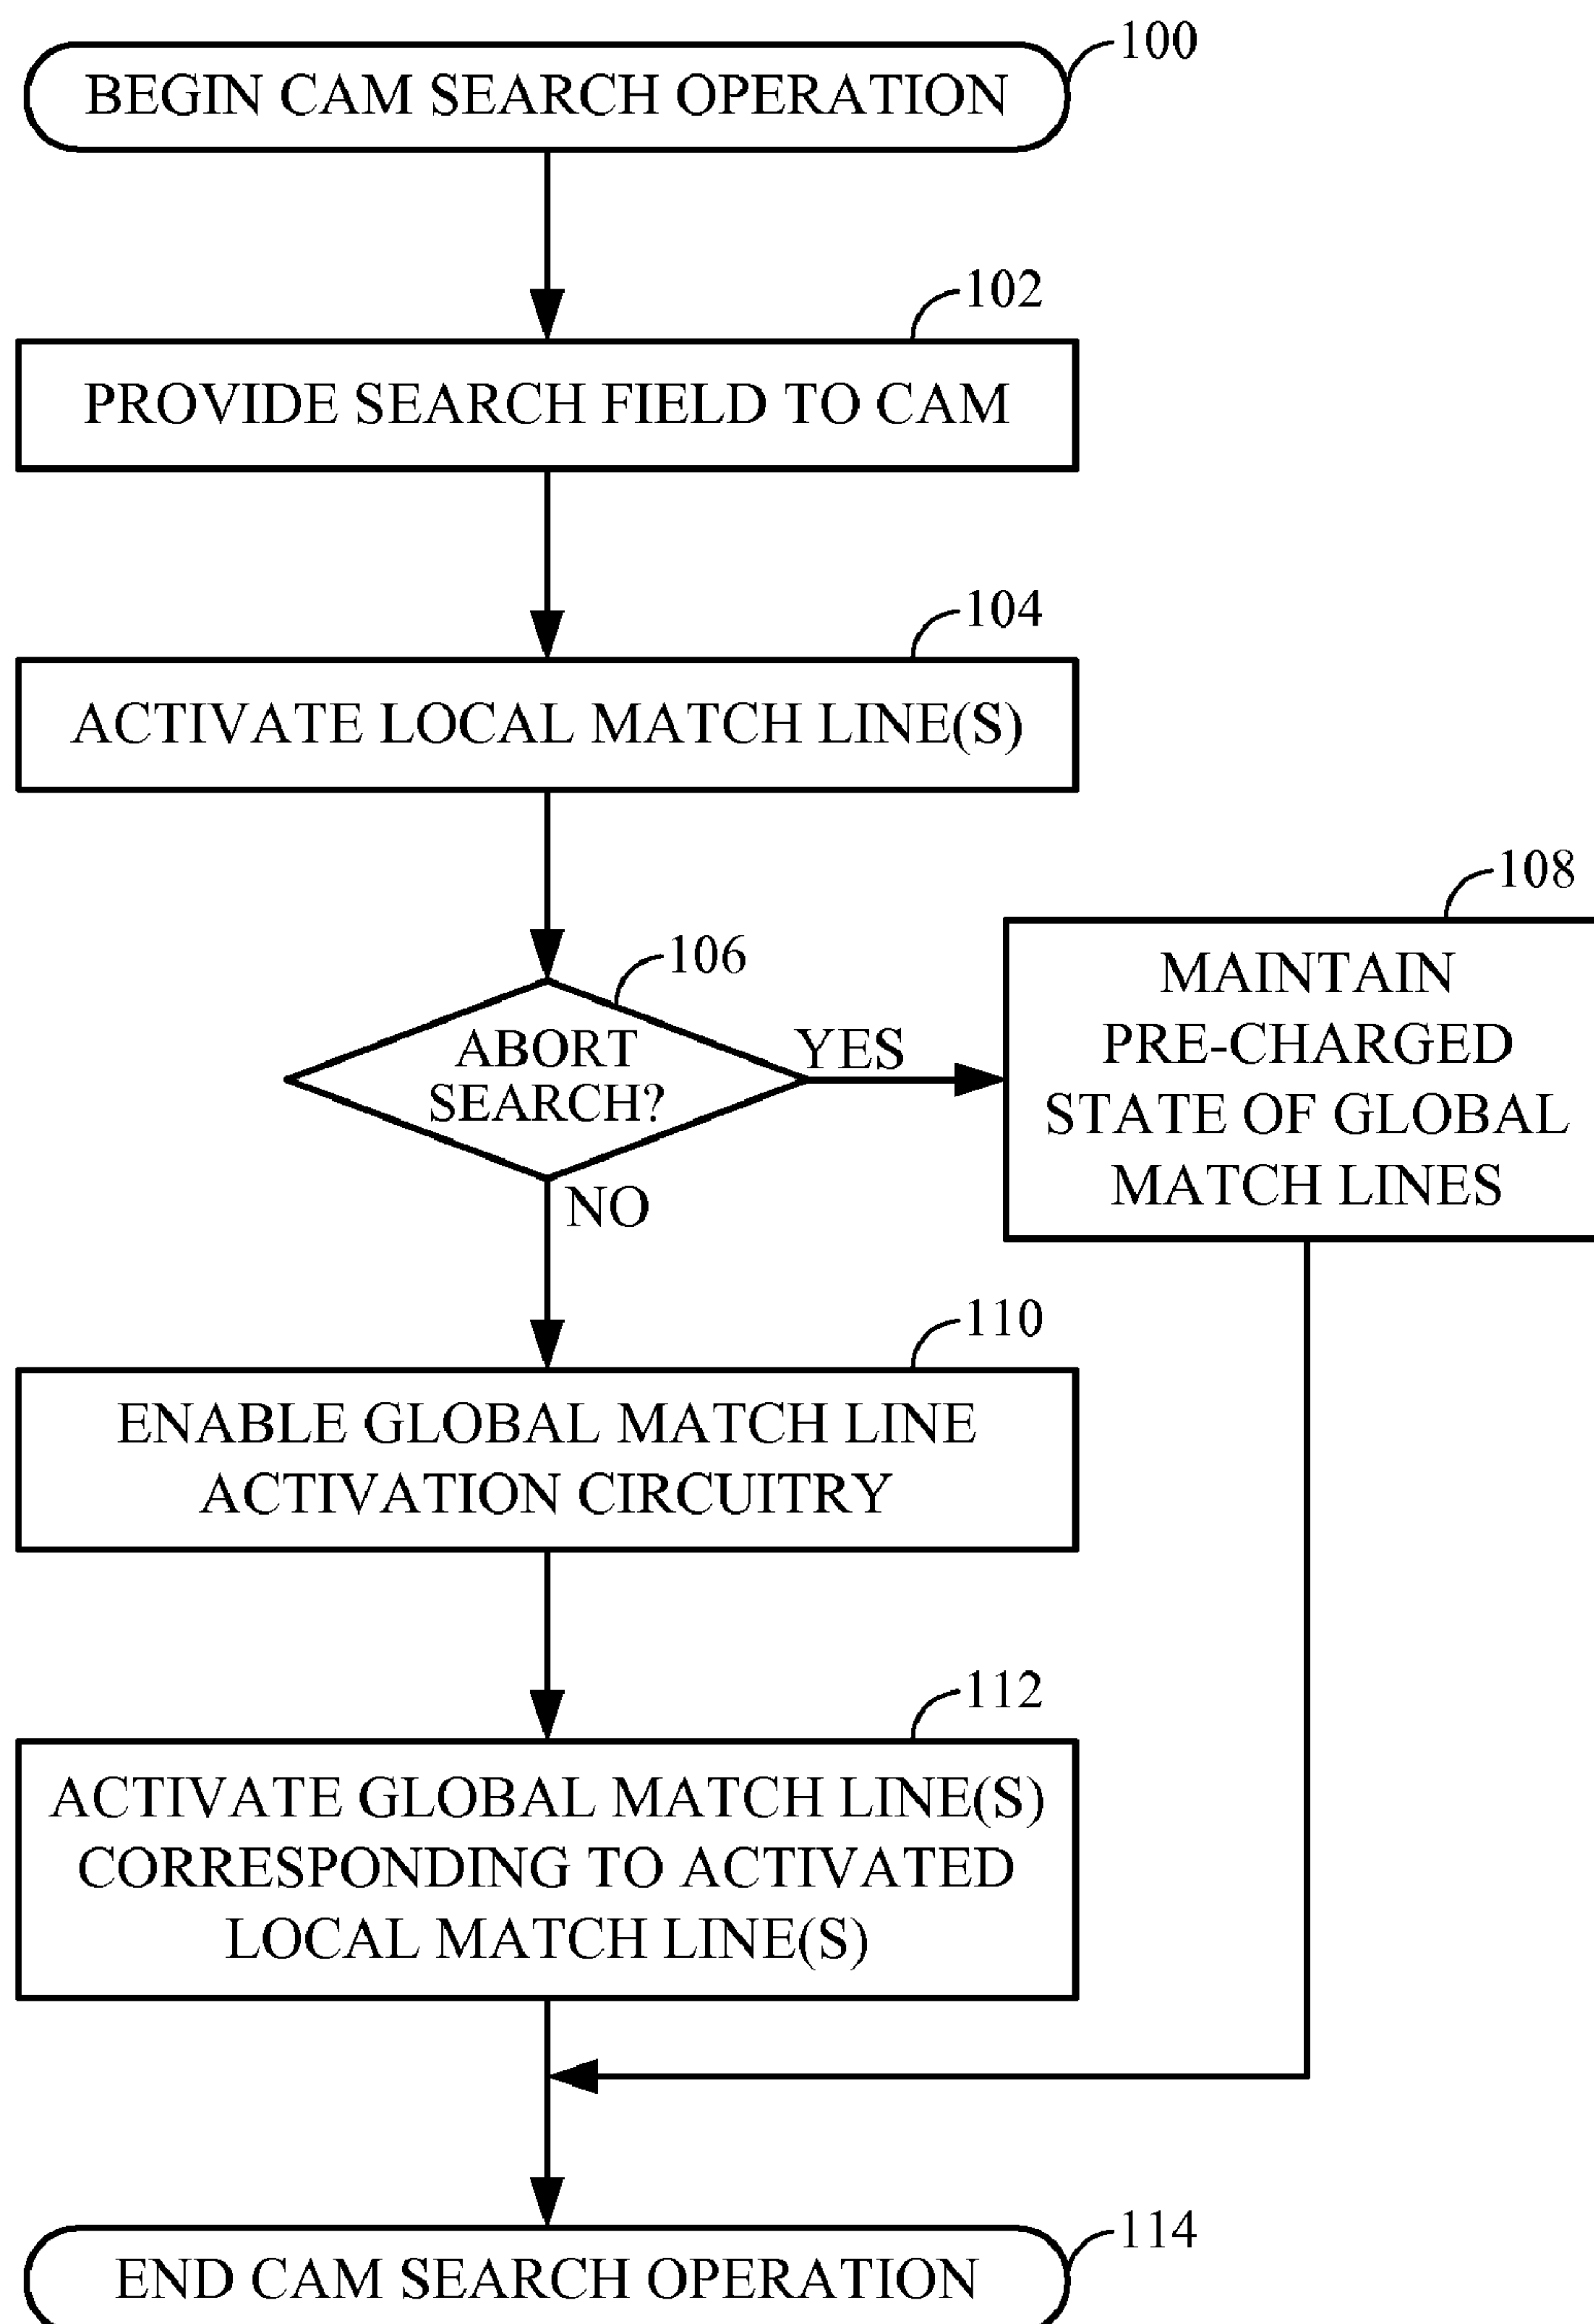 100
BEGIN CAM SEARCH OPERATION
102
PROVIDE SEARCH FIELD TO CAM
104
ACTIVATE LOCAL MATCH LINE(S)
106
ABORT
SEARCH?
YES
NO
108
MAINTAIN
PRE-CHARGED
STATE OF GLOBAL
MATCH LINES
110
ENABLE GLOBAL MATCH LINE
ACTIVATION CIRCUITRY
112
ACTIVATE GLOBAL MATCH LINE(S)
CORRESPONDING TO ACTIVATED
LOCAL MATCH LINE(S)
114
END CAM SEARCH OPERATION